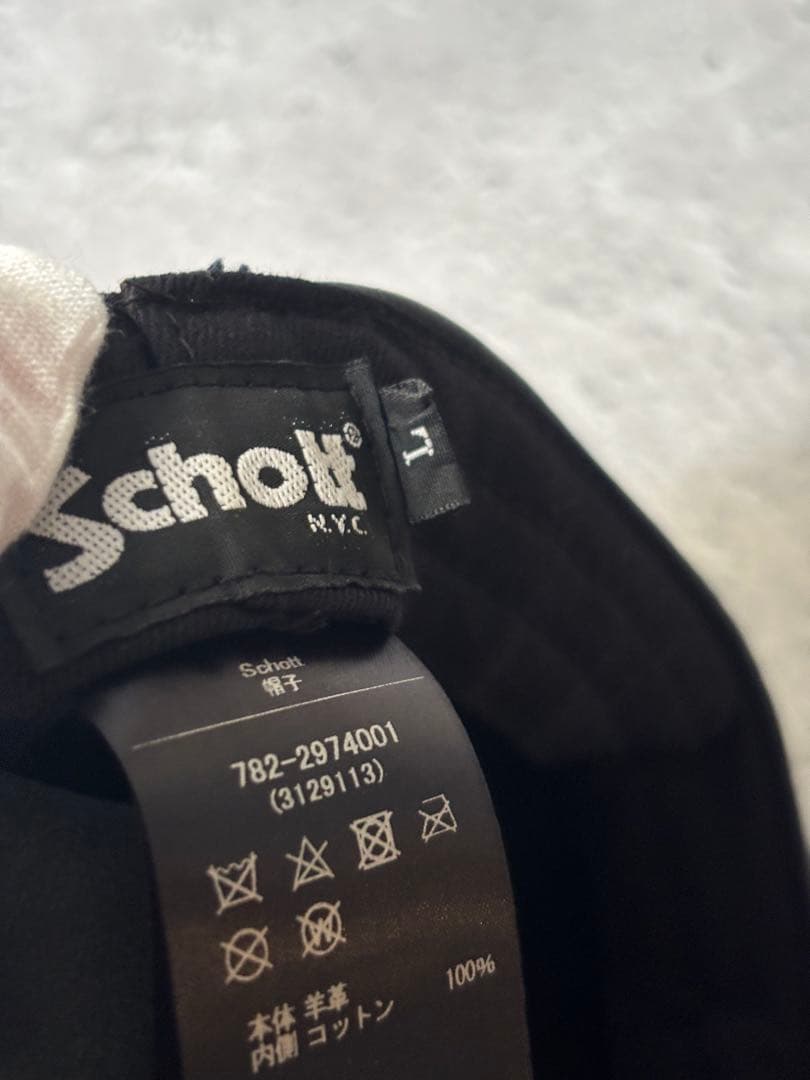 Schott®
N.Y.C.
L
Schott
帽子
782-2974001
(3129113)
W
本体 羊革
内側 コットン 100%